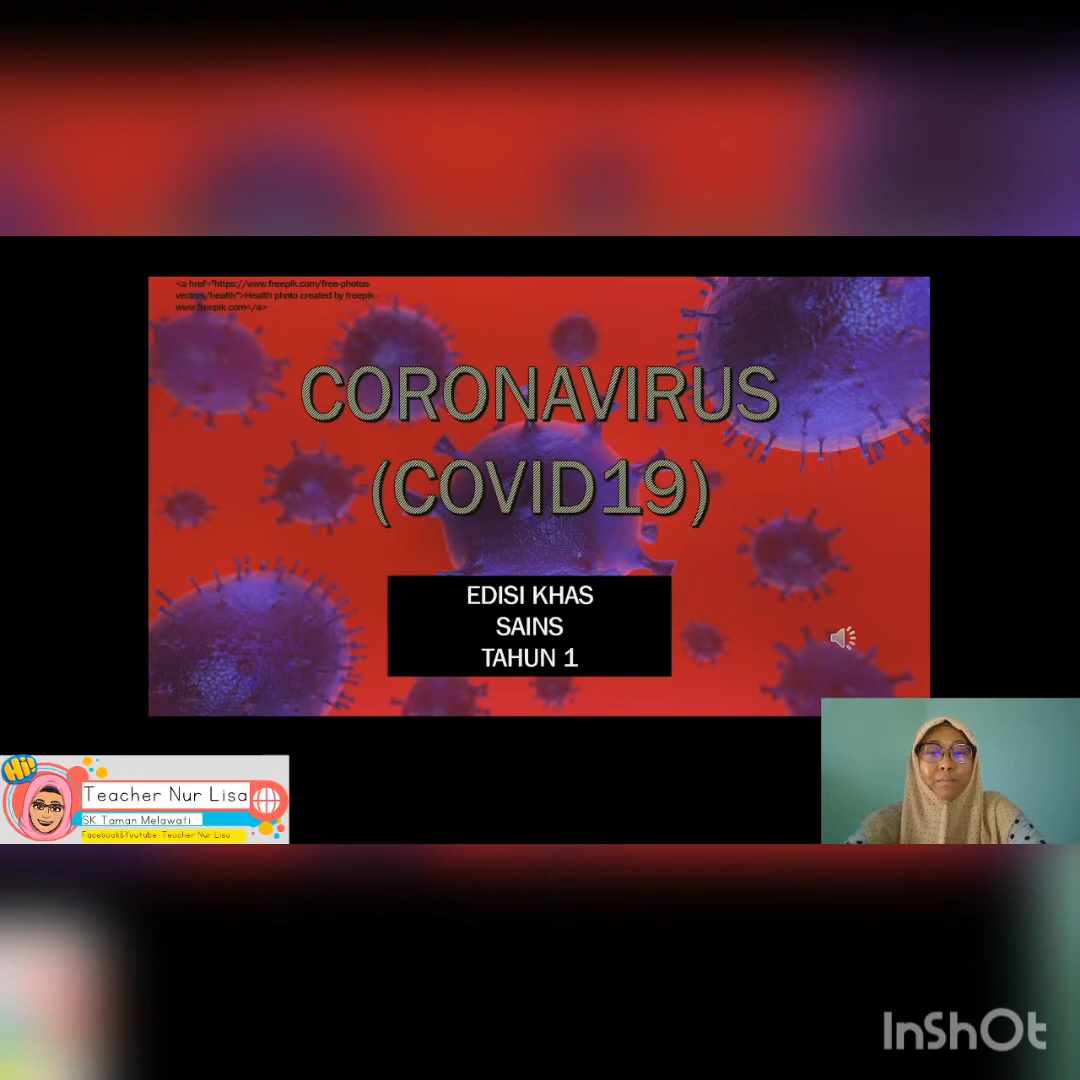 <a href="https://www.freepik.com/free-photos-
vectors/health">Health photo created by freepik -
www.freepik.com</a>
CORONAVIRUS
(COVID19)
EDISI KHAS
SAINS
TAHUN 1
Hi!
Teacher Nur Lisa
SK Taman Melawati
Facebook&Youtube: Teacher Nur Lisa
InShOt